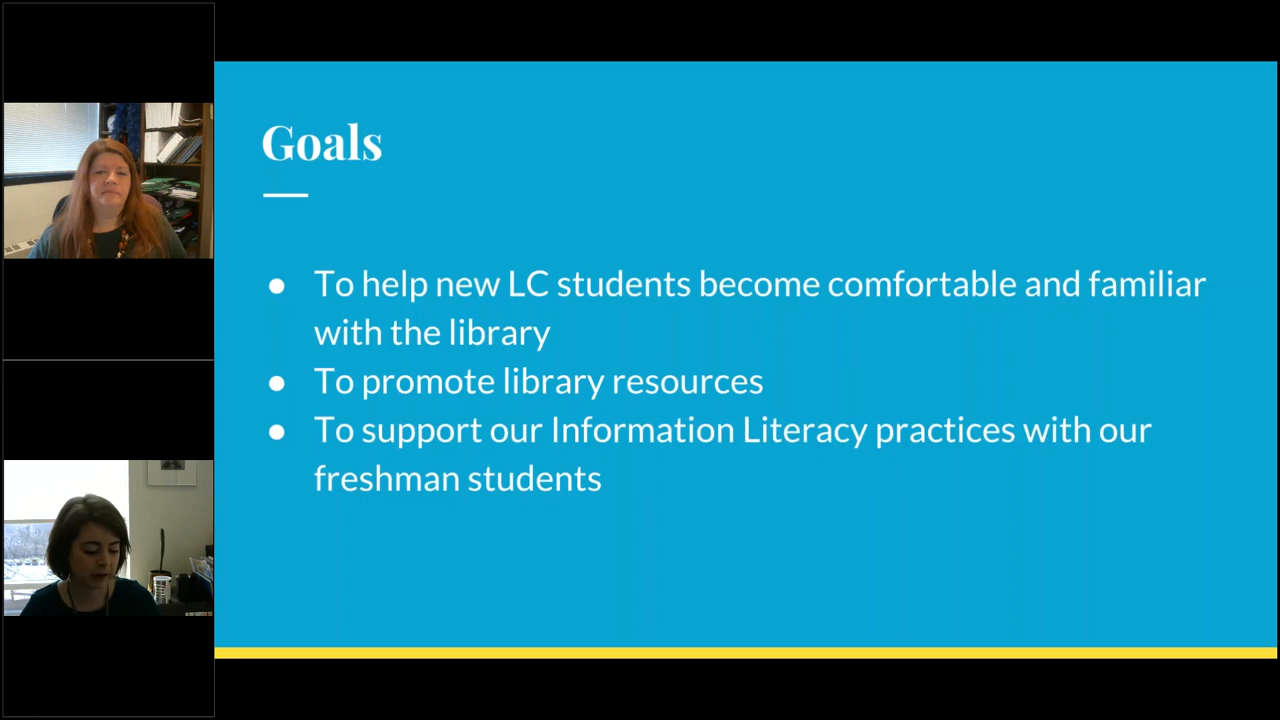 Goals
● To help new LC students become comfortable and familiar
with the library
● To promote library resources
● To support our Information Literacy practices with our
freshman students